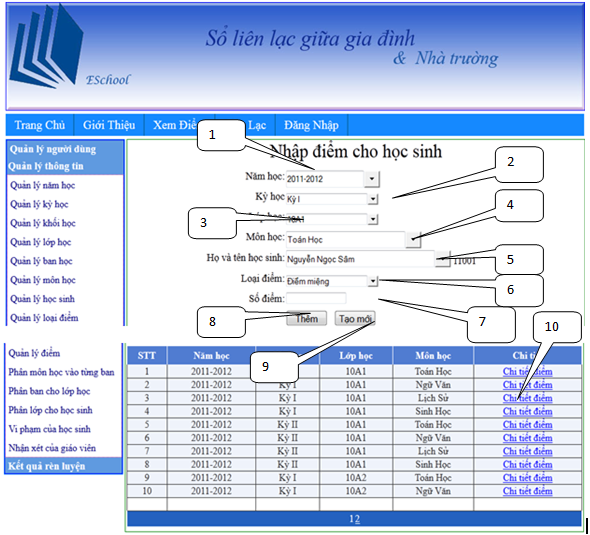 Sổ liên lạc giữa gia đình
& Nhà trường
ESchool
Trang Chủ Giới Thiệu Xem Lạc Đăng Nhập
1
Nhập điểm cho học sinh
Quản lý người dùng
Quản lý thông tin
Quản lý năm học
Quản lý kỳ học
Quản lý khối học
Quản lý lớp học
Quản lý ban học
Quản lý môn học
Quản lý học sinh
Quản lý loại điểm
Năm học: 2011-2012
2
Kỳ học Kỳ I
3
10A1
4
Môn học: Toán Học
Họ và tên học sinh: Nguyễn Ngọc Sâm 11001
5
Loại điểm: Điểm miệng
6
Số điểm:
7
8
Thêm Tạo mới
9
10
Quản lý điểm
Phân môn học vào từng ban
Phân ban cho lớp học
Phân lớp cho học sinh
Vi phạm của học sinh
Nhận xét của giáo viên
Kết quả rèn luyện
STT Năm học Lớp học Môn học Chi
1 2011-2012 10A1 Toán Học Chi tiết điểm
2 2011-2012 Kỳ I 10A1 Ngữ Văn Chi tiết điểm
3 2011-2012 Kỳ I 10A1 Lịch Sử Chi tiết điểm
4 2011-2012 Kỳ I 10A1 Sinh Học Chi tiết điểm
5 2011-2012 Kỳ II 10A1 Toán Học Chi tiết điểm
6 2011-2012 Kỳ II 10A1 Ngữ Văn Chi tiết điểm
7 2011-2012 Kỳ II 10A1 Lịch Sử Chi tiết điểm
8 2011-2012 Kỳ II 10A1 Sinh Học Chi tiết điểm
9 2011-2012 Kỳ I 10A2 Toán Học Chi tiết điểm
10 2011-2012 Kỳ I 10A2 Ngữ Văn Chi tiết điểm
12